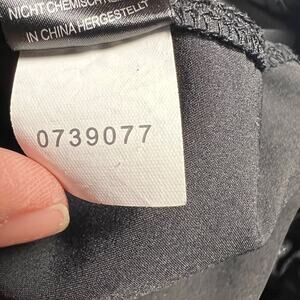 NICHT CHEMISCH
IN CHINA HERGESTELLT
0739077